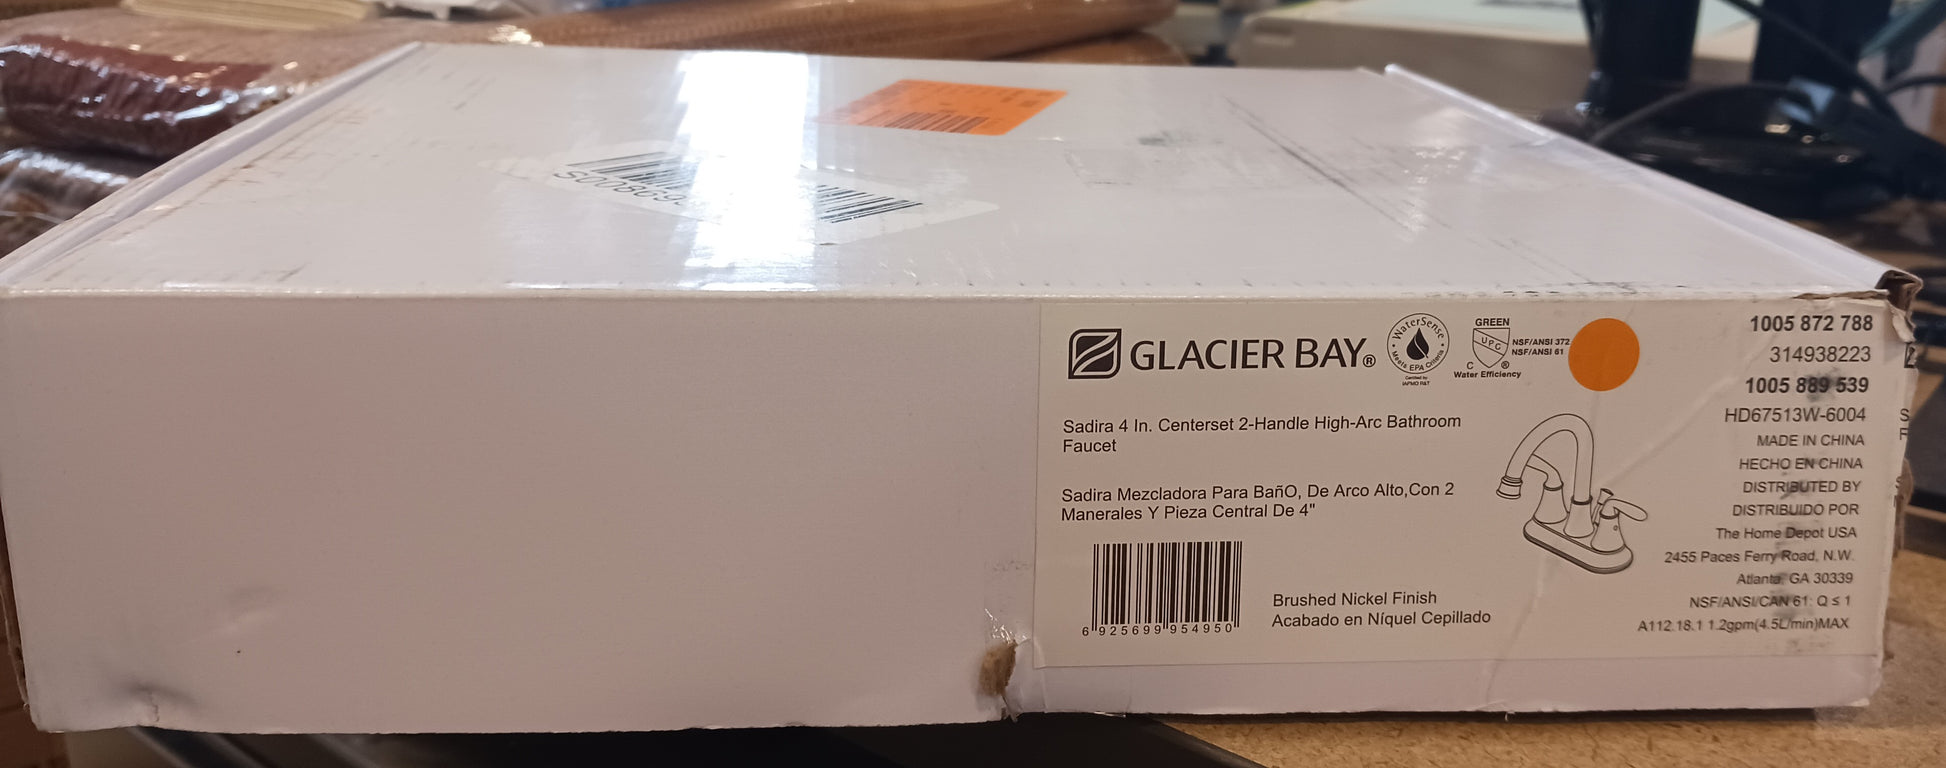 GLACIER BAY®
WaterSense
Meets EPA Criteria
Certified by
IAPMO R&T
GREEN
UPC
C ®
Water Efficiency
NSF/ANSI 372
NSF/ANSI 61
Sadira 4 In. Centerset 2-Handle High-Arc Bathroom
Faucet
Sadira Mezcladora Para BañO, De Arco Alto,Con 2
Manerales Y Pieza Central De 4"
6 925699 954950
Brushed Nickel Finish
Acabado en Níquel Cepillado
1005 872 788
314938223
1005 889 539
HD67513W-6004
MADE IN CHINA
HECHO EN CHINA
DISTRIBUTED BY
DISTRIBUIDO POR
The Home Depot USA
2455 Paces Ferry Road, N.W.
Atlanta, GA 30339
NSF/ANSI/CAN 61: Q ≤ 1
A112.18.1 1.2gpm(4.5L/min)MAX